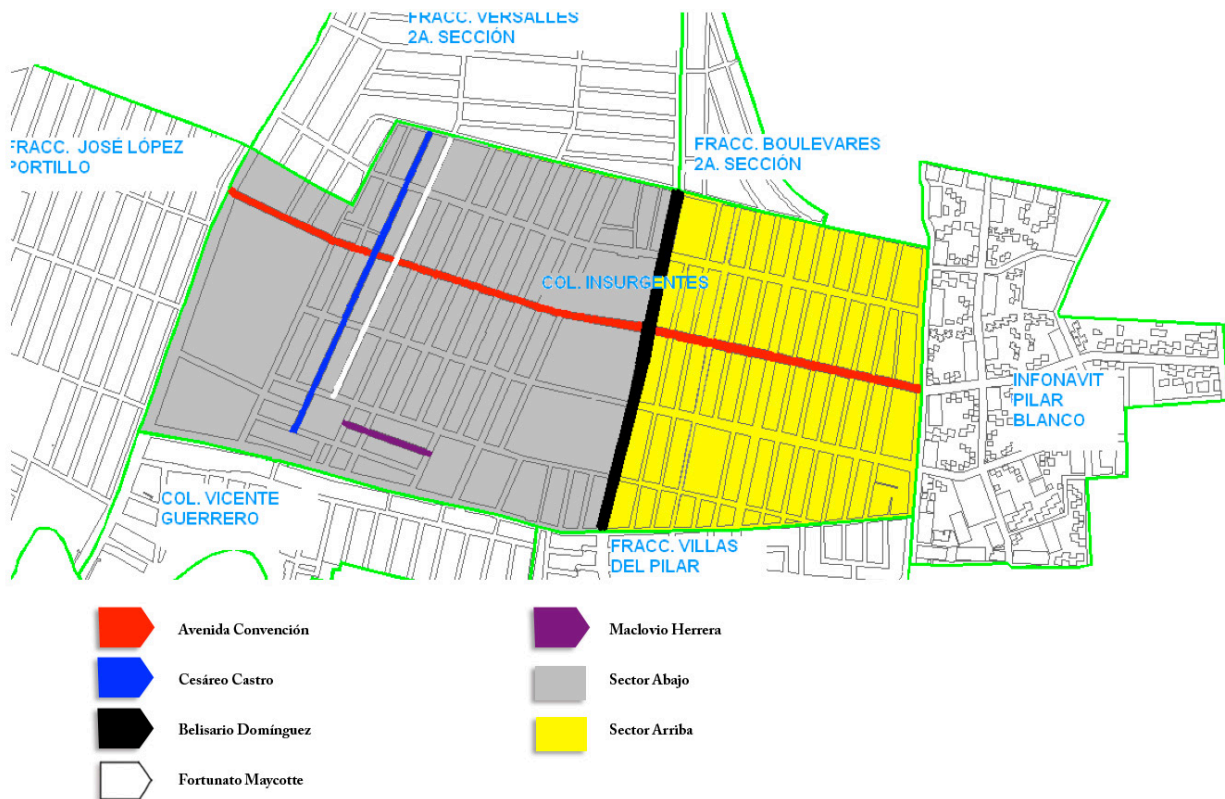 FRACC. VERSALLES
2A. SECCIÓN
FRACC. JOSÉ LÓPEZ
PORTILLO
FRACC. BOULEVARES
2A. SECCIÓN
COL. INSURGENTES
INFONAVIT
PILAR
BLANCO
COL. VICENTE
GUERRERO
FRACC. VILLAS
DEL PILAR
Avenida Convención
Cesáreo Castro
Belisario Domínguez
Fortunato Maycotte
Maclovio Herrera
Sector Abajo
Sector Arriba